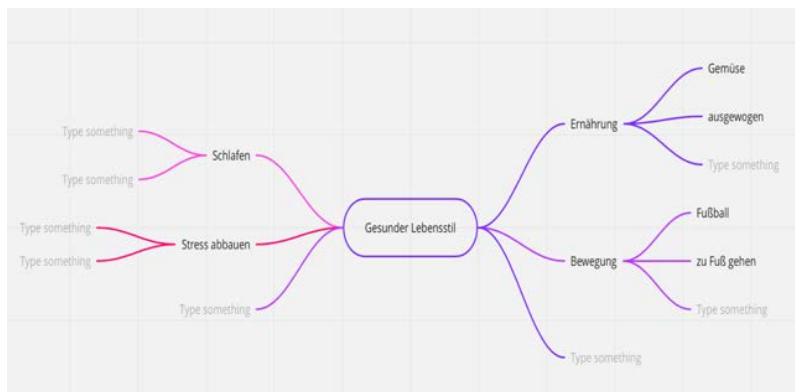 Gemüse
Ernährung
ausgewogen
Type something
Type something
Schlafen
Type something
Fußball
Type something
Gesunder Lebensstil
Stress abbauen
Type something
Bewegung
zu Fuß gehen
Type something
Type something
Type something